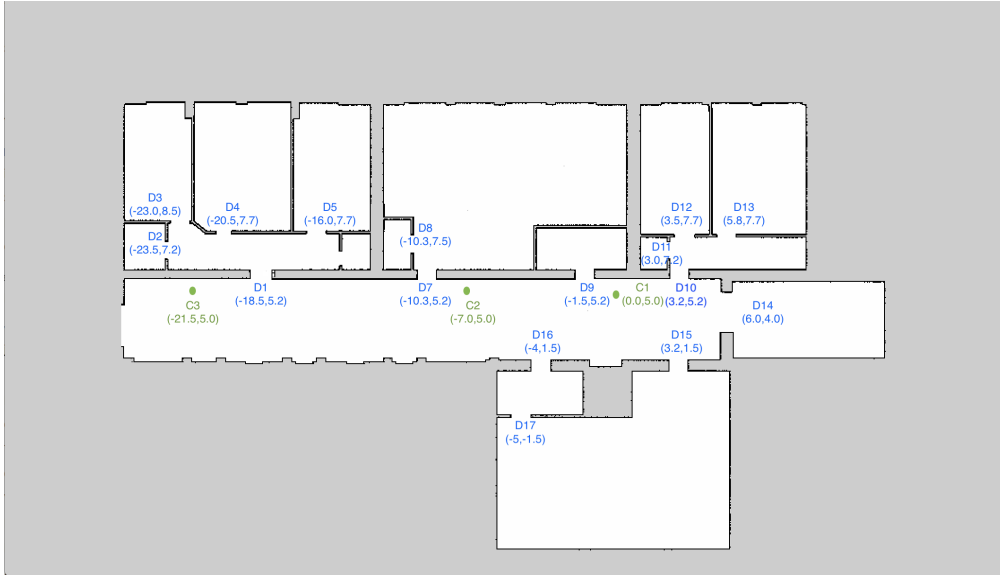 D3
(-23.0,8.5)
D4
(-20.5,7.7)
D5
(-16.0,7.7)
D12
(3.5,7.7)
D13
(5.8,7.7)
D2
(-23.5,7.2)
D8
(-10.3,7.5)
D11
(3.0,7.2)
D1
(-18.5,5.2)
D7
(-10.3,5.2)
D9
(-1.5,5.2)
C1
(0.0,5.0)
D10
(3.2,5.2)
C3
(-21.5,5.0)
C2
(-7.0,5.0)
D14
(6.0,4.0)
D16
(-4,1.5)
D15
(3.2,1.5)
D17
(-5,-1.5)